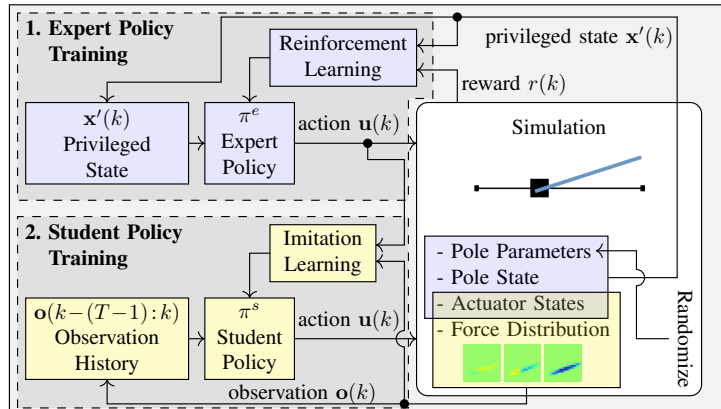 1. Expert Policy
Training
Reinforcement
Learning
privileged state x′(k)
reward r(k)
x′(k)
Privileged
State
π^e
Expert
Policy
action u(k)
Simulation
2. Student Policy
Training
Imitation
Learning
- Pole Parameters
- Pole State
- Actuator States
- Force Distribution
Randomize
o(k−(T−1):k)
Observation
History
π^s
Student
Policy
action u(k)
observation o(k)